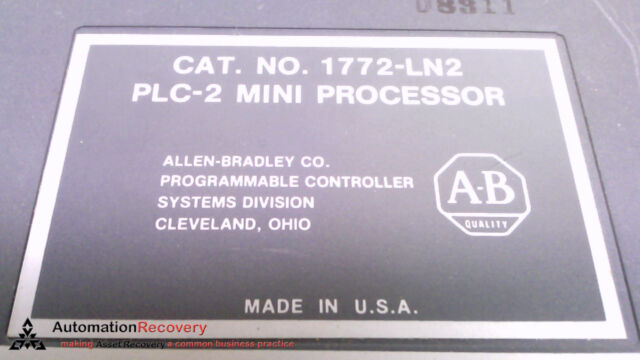 08911
CAT. NO. 1772-LN2
PLC-2 MINI PROCESSOR
ALLEN-BRADLEY CO.
PROGRAMMABLE CONTROLLER
SYSTEMS DIVISION
CLEVELAND, OHIO
A-B
QUALITY
MADE IN U.S.A.
AutomationRecovery
making Asset Recovery a common business practice